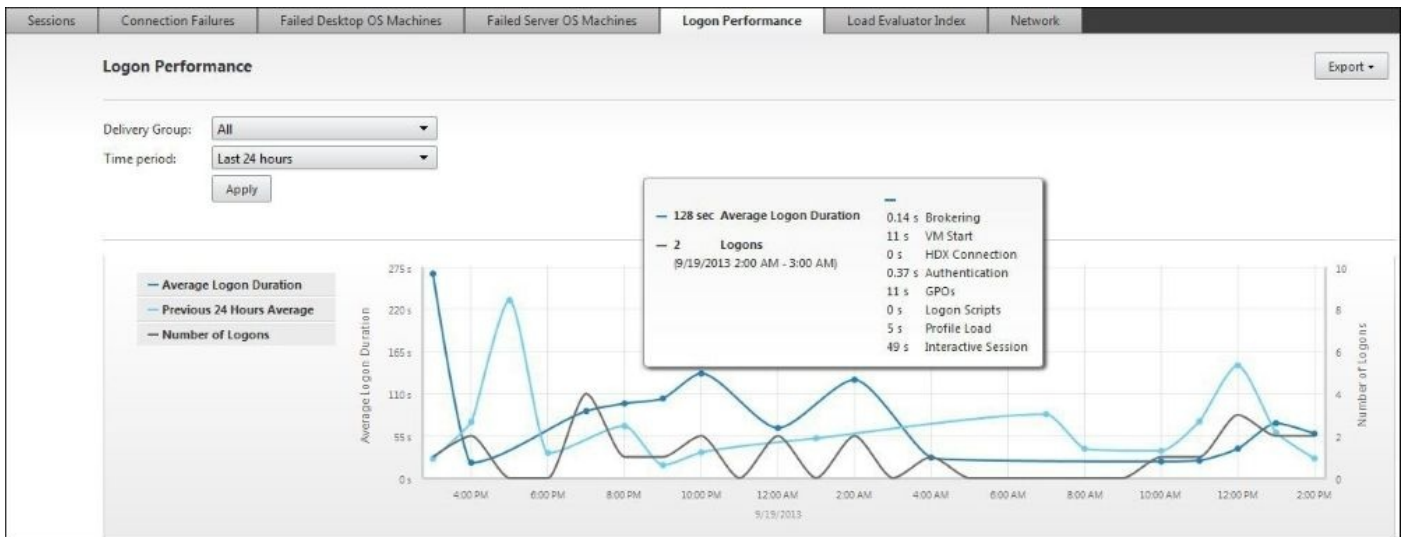 Sessions Connection Failures Failed Desktop OS Machines Failed Server OS Machines Logon Performance Load Evaluator Index Network
Logon Performance
Export
Delivery Group: All
Time period: Last 24 hours
Apply
128 sec Average Logon Duration
2 Logons
(9/19/2013 2:00 AM - 3:00 AM)
0.14 s Brokering
11 s VM Start
0 s HDX Connection
0.37 s Authentication
11 s GPOs
0 s Logon Scripts
5 s Profile Load
49 s Interactive Session
Average Logon Duration
Previous 24 Hours Average
Number of Logons
Average Logon Duration
275 s
220 s
165 s
110 s
55 s
0 s
10
8
6
4
2
0
Number of Logons
4:00 PM 6:00 PM 8:00 PM 10:00 PM 12:00 AM 2:00 AM 4:00 AM 6:00 AM 8:00 AM 10:00 AM 12:00 PM 2:00 PM
9/19/2013